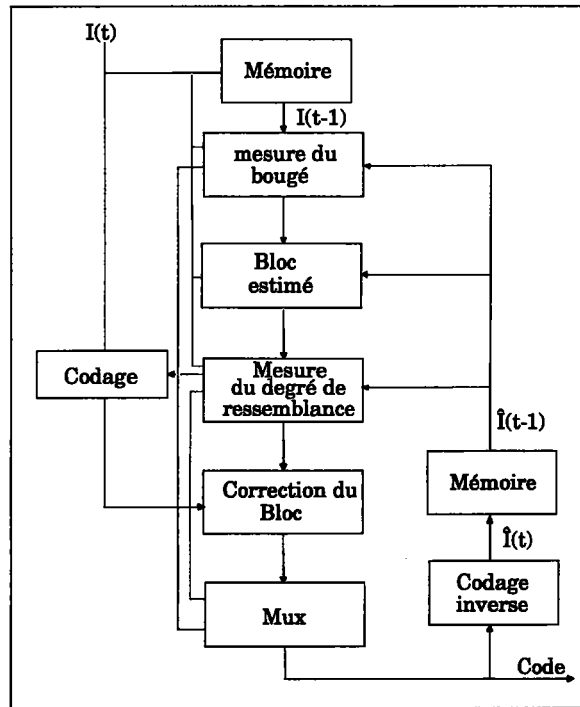 I(t)
Mémoire
I(t-1)
mesure du
bougé
Bloc
estimé
Codage
Mesure
du degré de
ressemblance
Î(t-1)
Correction du
Bloc
Mémoire
Î(t)
Codage
inverse
Mux
Code